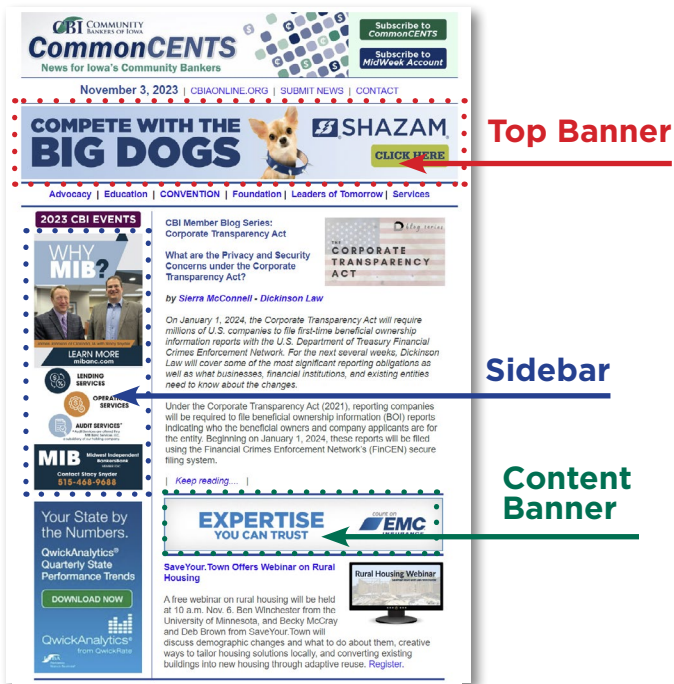 CBI COMMUNITY
BANKERS OF IOWA
CommonCENTS
News for Iowa's Community Bankers
Subscribe to
CommonCENTS
Subscribe to
MidWeek Account
November 3, 2023 | CBIAONLINE.ORG | SUBMIT NEWS | CONTACT
COMPETE WITH THE
BIG DOGS
SHAZAM
CLICK HERE
Top Banner
Advocacy | Education | CONVENTION | Foundation | Leaders of Tomorrow | Services
2023 CBI EVENTS
WHY
MIB?
LEARN MORE
mibanc.com
LENDING
SERVICES
OPERAT
SERVICES
AUDIT SERVICES*
MIB Midwest Independent
BankersBank
Contact Stacy Snyder
515-468-9688
Your State by
the Numbers.
QwickAnalytics®
Quarterly State
Performance Trends
DOWNLOAD NOW
QwickAnalytics®
from QwickRate
CBI Member Blog Series:
Corporate Transparency Act
What are the Privacy and Security
Concerns under the Corporate
Transparency Act?
D blog series
THE
CORPORATE
TRANSPARENCY
ACT
by Sierra McConnell - Dickinson Law
On January 1, 2024, the Corporate Transparency Act will require
millions of U.S. companies to file first-time beneficial ownership
information reports with the U.S. Department of Treasury Financial
Crimes Enforcement Network. For the next several weeks, Dickinson
Law will cover some of the most significant reporting obligations as
well as what businesses, financial institutions, and existing entities
need to know about the changes.
Sidebar
Under the Corporate Transparency Act (2021), reporting companies
will be required to file beneficial ownership information (BOI) reports
indicating who the beneficial owners and company applicants are for
the entity. Beginning on January 1, 2024, these reports will be filed
using the Financial Crimes Enforcement Network's (FinCEN) secure
filing system.
| Keep reading.... |
Content
Banner
EXPERTISE
YOU CAN TRUST
count on
EMC
INSURANCE
SaveYour.Town Offers Webinar on Rural
Housing
Rural Housing Webinar
A free webinar on rural housing will be held
at 10 a.m. Nov. 6. Ben Winchester from the
University of Minnesota, and Becky McCray
and Deb Brown from SaveYour.Town will
discuss demographic changes and what to do about them, creative
ways to tailor housing solutions locally, and converting existing
buildings into new housing through adaptive reuse. Register.